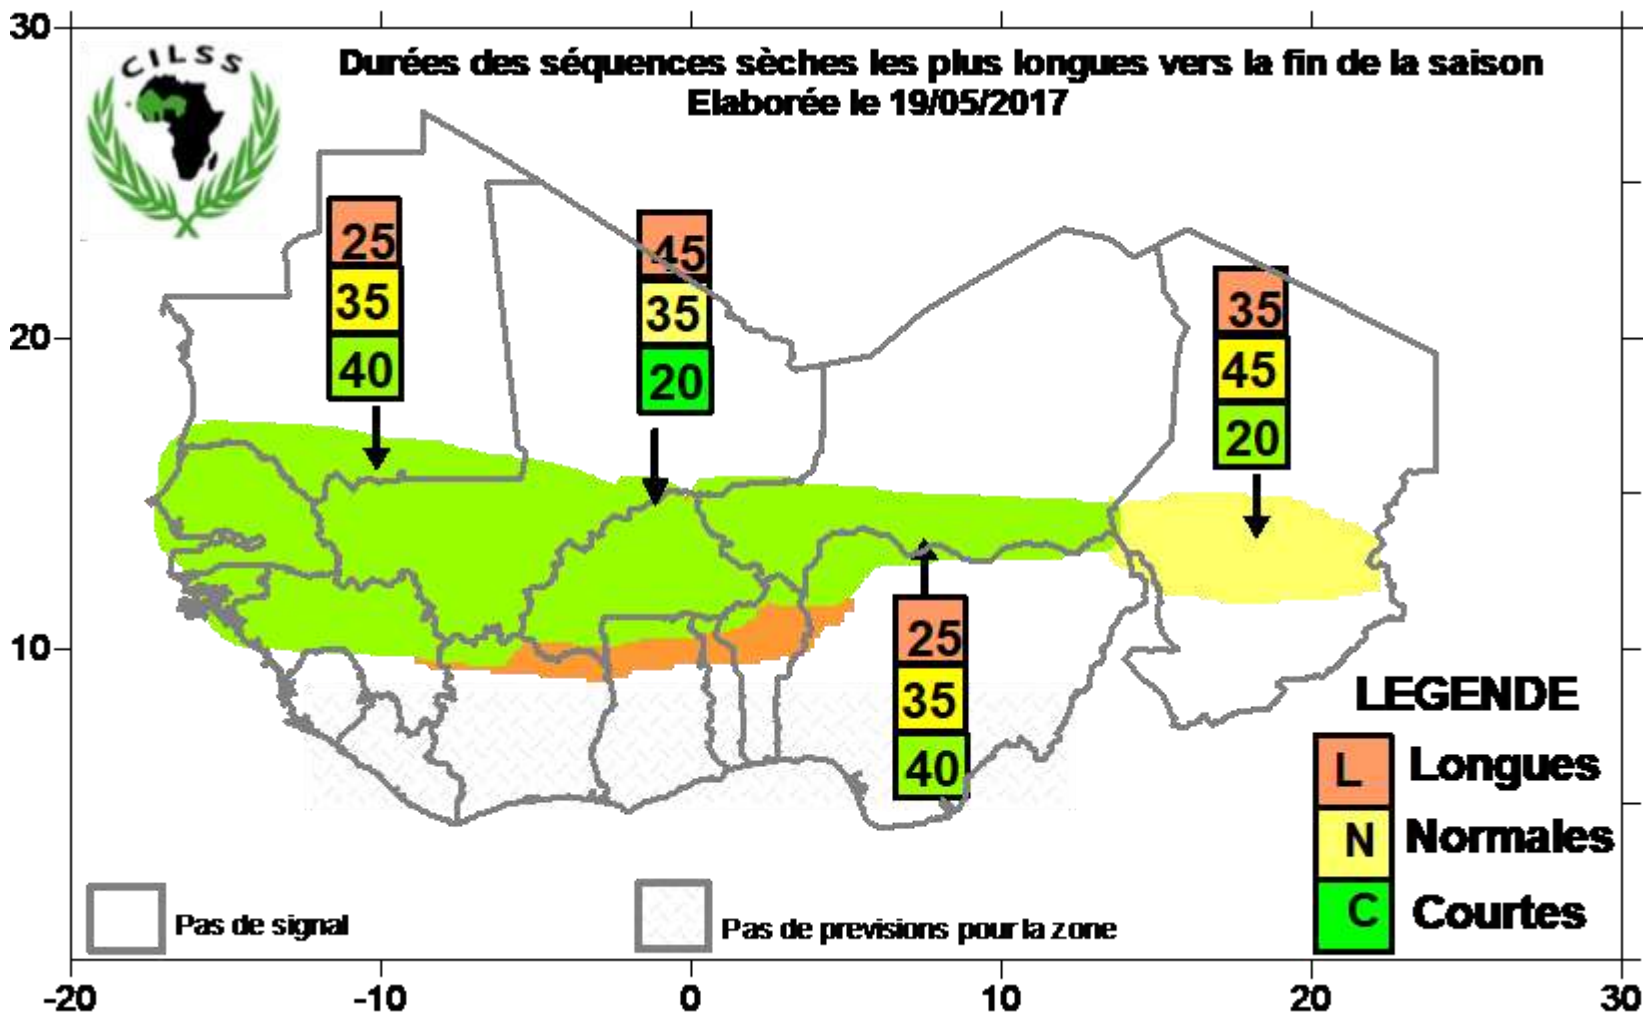 30
CILSS
Durées des séquences sèches les plus longues vers la fin de la saison
Elaborée le 19/05/2017
25
35
40
45
35
20
35
45
20
20
10
25
35
40
LEGENDE
L Longues
N Normales
C Courtes
Pas de signal
Pas de previsions pour la zone
-20 -10 0 10 20 30